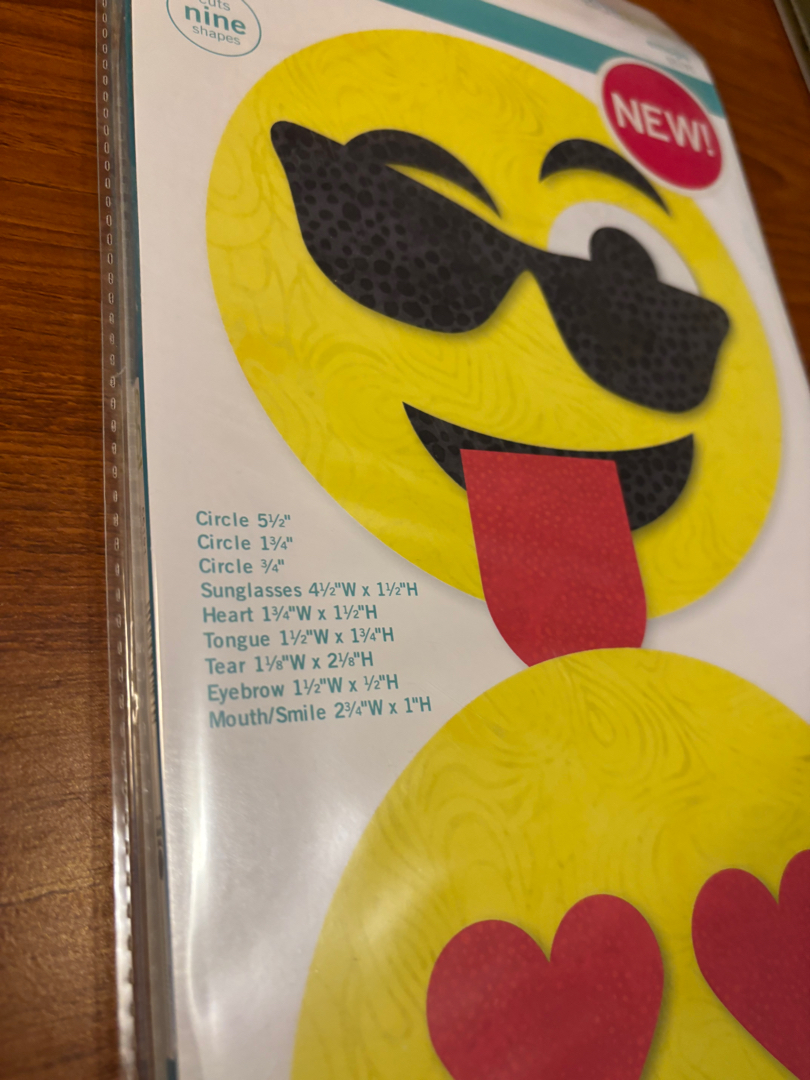 cuts
nine
shapes
NEW!
Circle 5½"
Circle 1¾"
Circle ¾"
Sunglasses 4½"W x 1½"H
Heart 1¾"W x 1½"H
Tongue 1½"W x 1¾"H
Tear 1⅛"W x 2⅛"H
Eyebrow 1½"W x ½"H
Mouth/Smile 2¾"W x 1"H